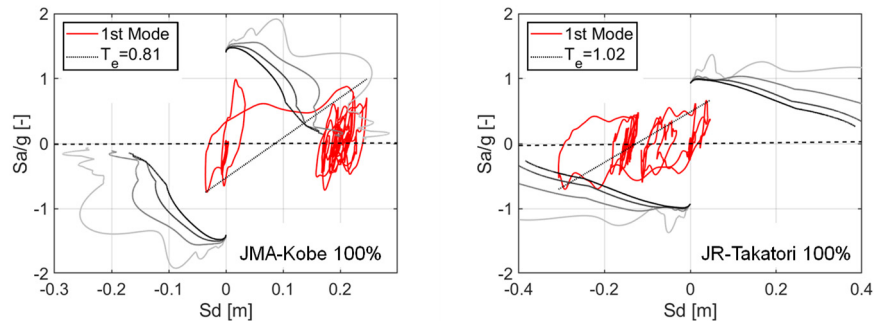 1st Mode
T_e=0.81
2
1
0
-1
-2
Sa/g [-]
-0.3
-0.2
-0.1
0
0.1
0.2
Sd [m]
JMA-Kobe 100%
1st Mode
T_e=1.02
2
1
0
-1
-2
Sa/g [-]
-0.4
-0.2
0
0.2
0.4
Sd [m]
JR-Takatori 100%